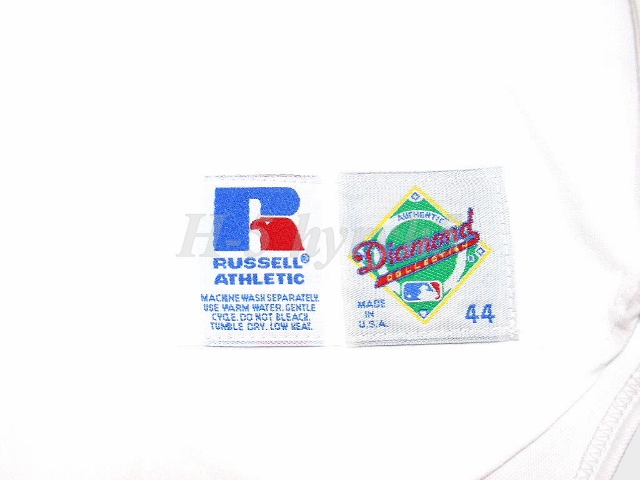 RUSSELL®
ATHLETIC
MACHINE WASH SEPARATELY.
USE WARM WATER. GENTLE
CYCLE. DO NOT BLEACH.
TUMBLE DRY. LOW HEAT.
AUTHENTIC
Diamond
COLLECTION
MADE
IN
U.S.A.
44